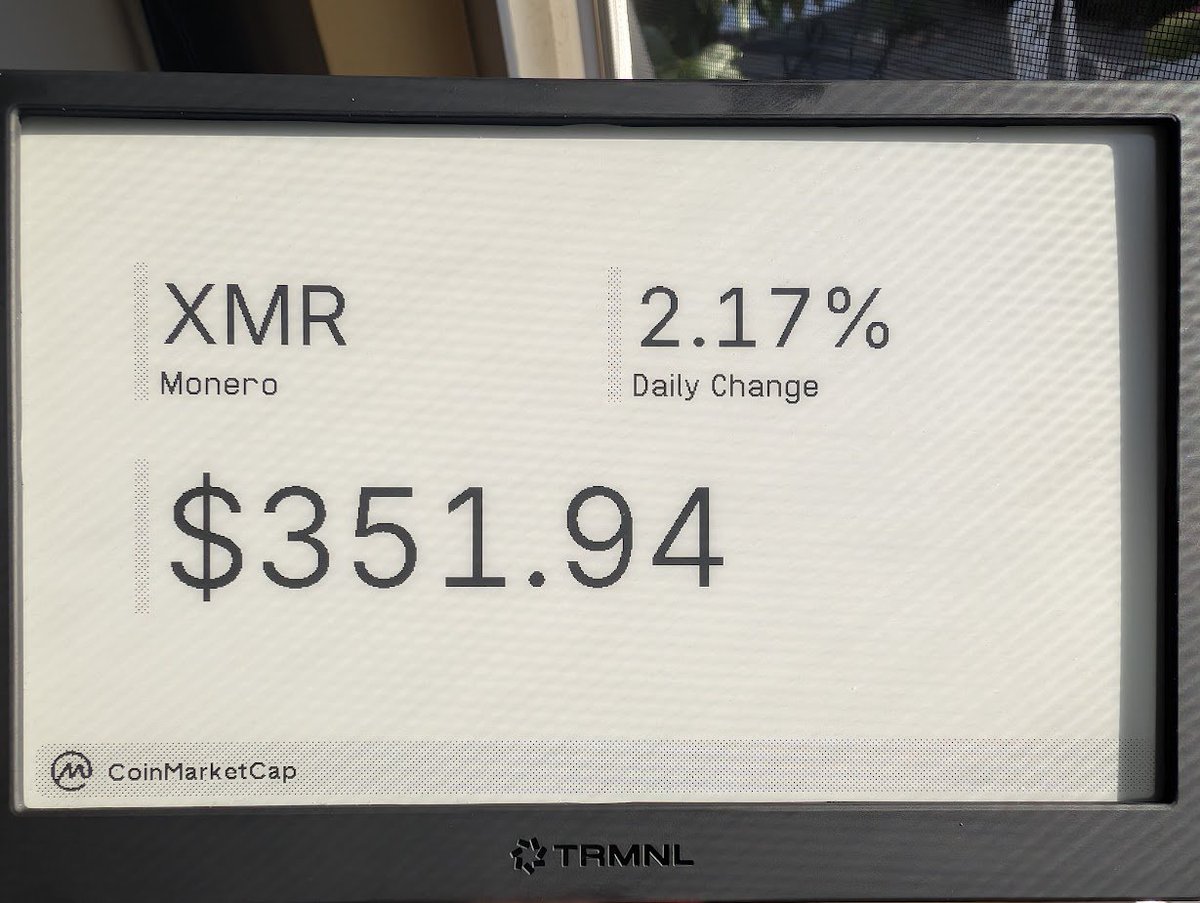 XMR
Monero
2.17%
Daily Change
$351.94
CoinMarketCap
TRMNL